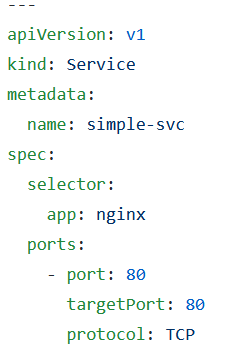 ---
apiVersion: v1
kind: Service
metadata:
  name: simple-svc
spec:
  selector:
    app: nginx
  ports:
    - port: 80
      targetPort: 80
      protocol: TCP